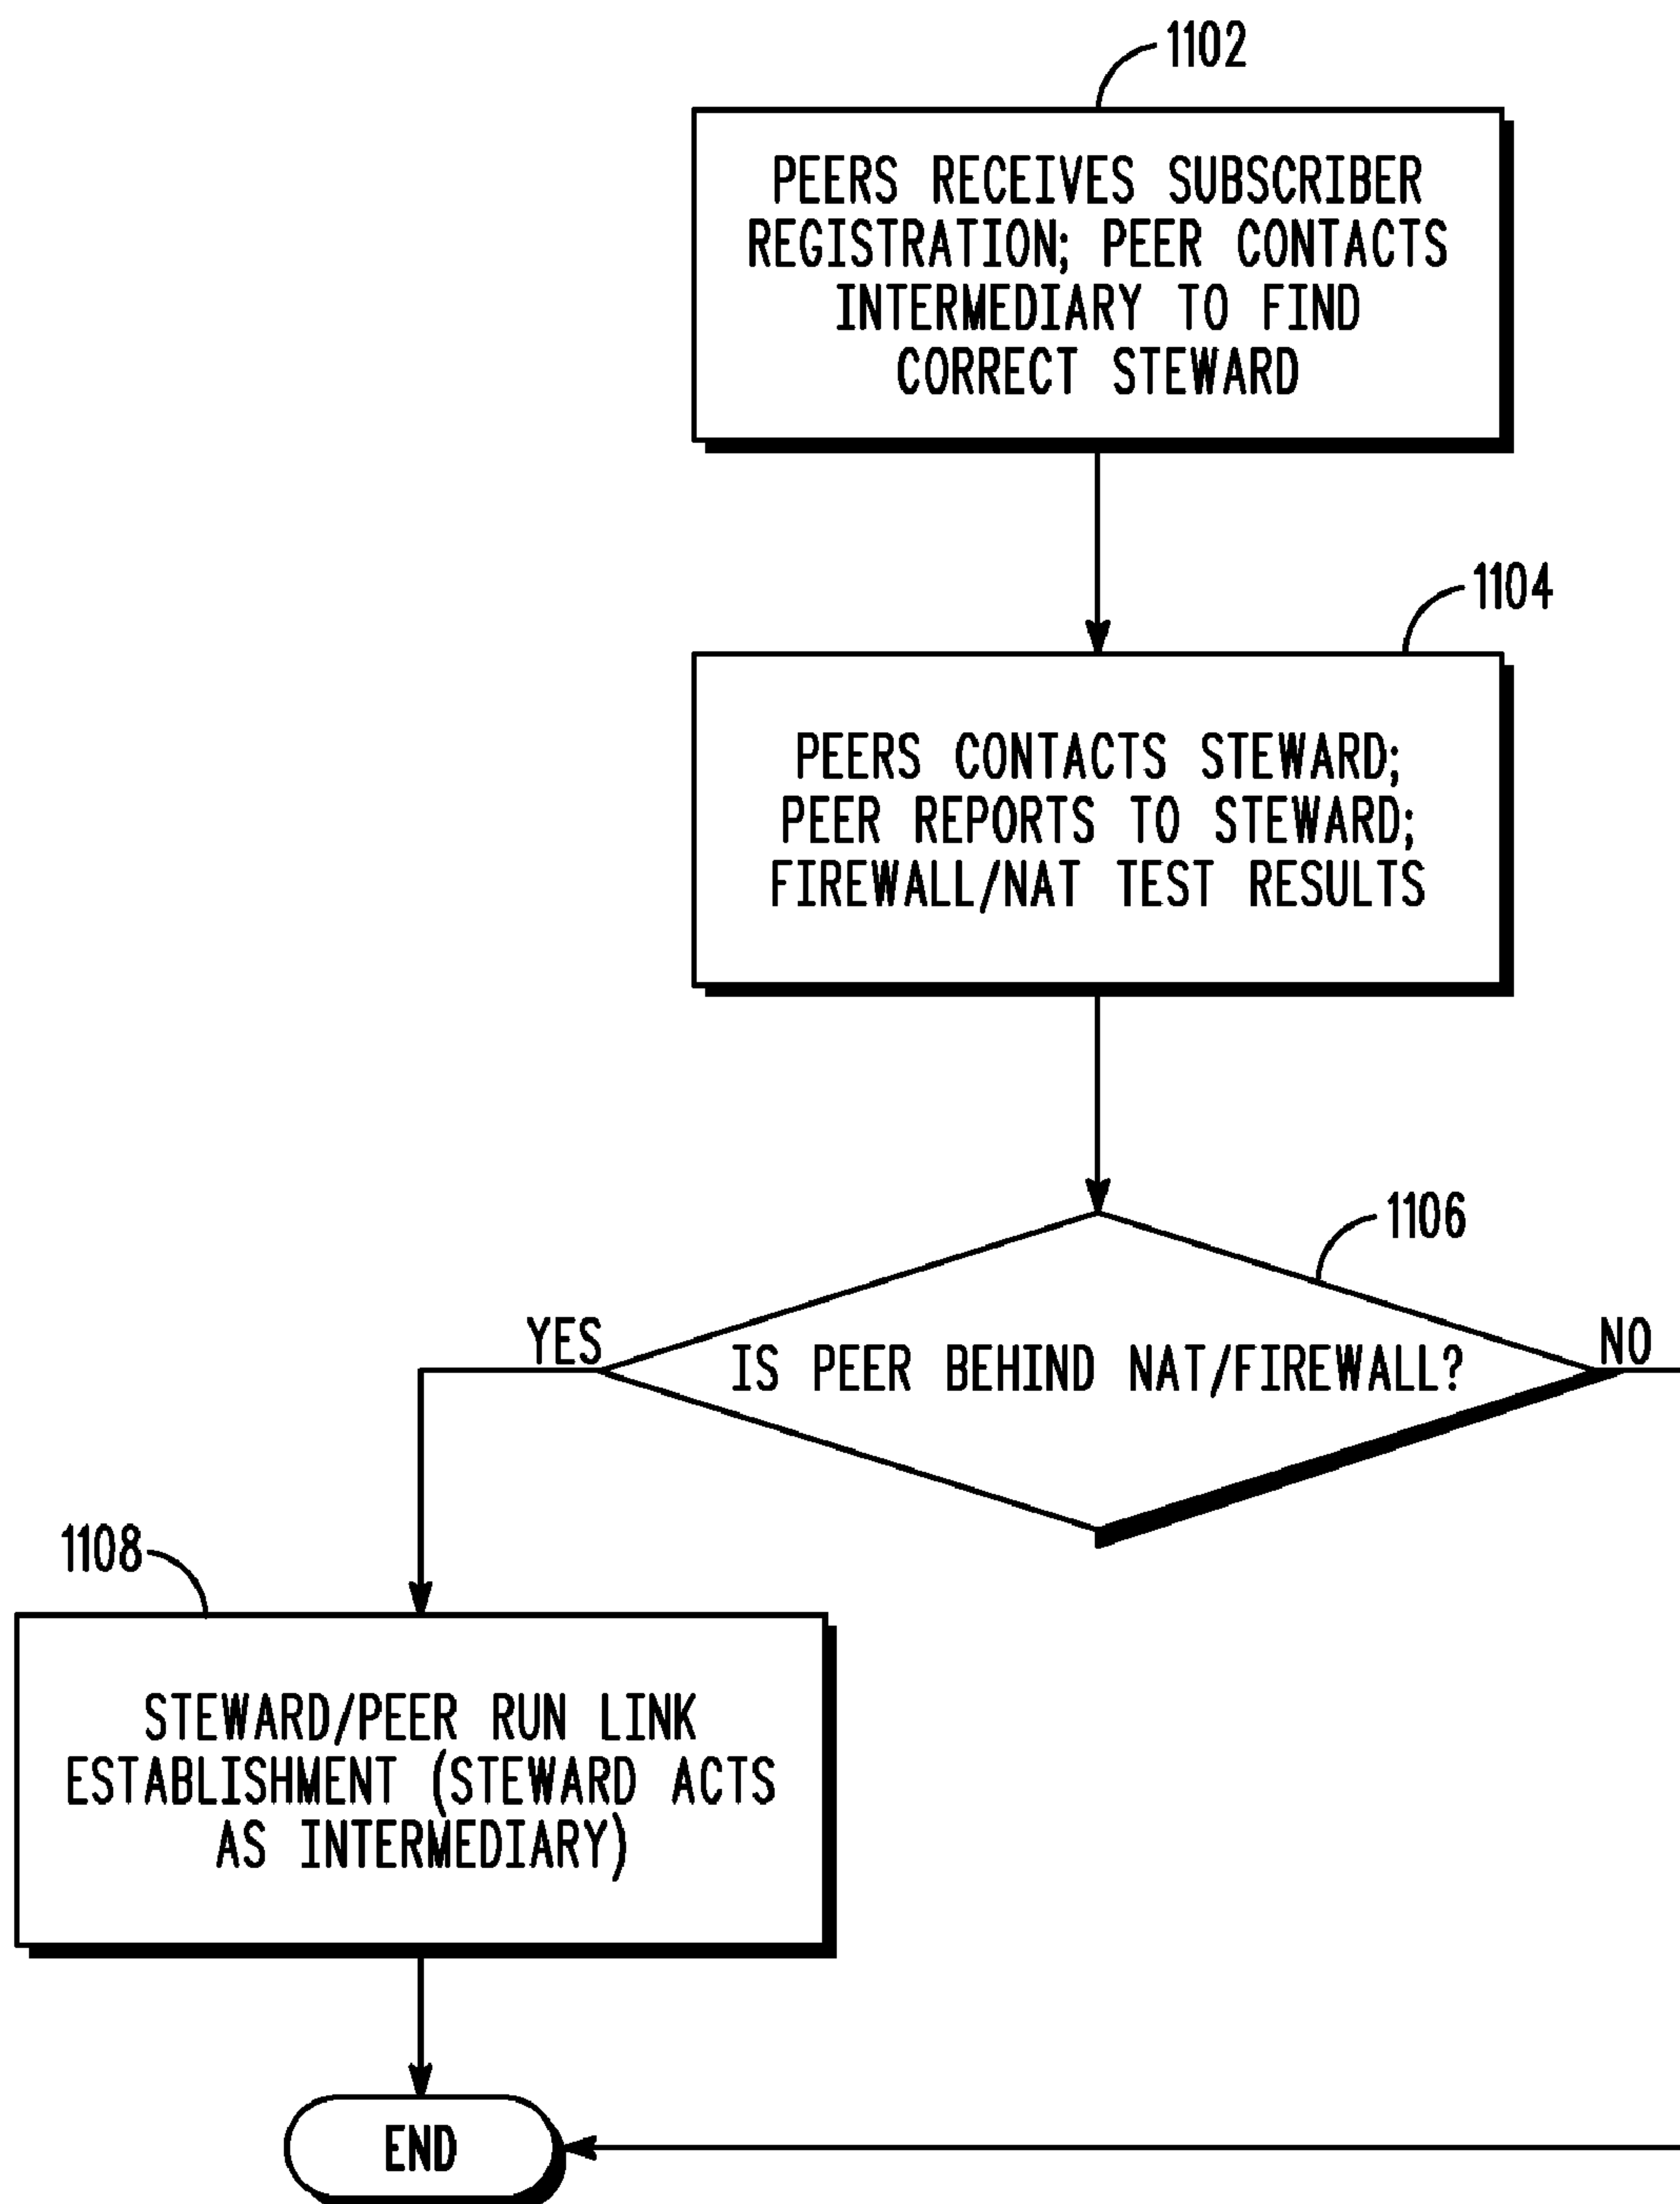 1102
PEERS RECEIVES SUBSCRIBER
REGISTRATION; PEER CONTACTS
INTERMEDIARY TO FIND
CORRECT STEWARD
1104
PEERS CONTACTS STEWARD;
PEER REPORTS TO STEWARD;
FIREWALL/NAT TEST RESULTS
1106
YES
IS PEER BEHIND NAT/FIREWALL?
NO
1108
STEWARD/PEER RUN LINK
ESTABLISHMENT (STEWARD ACTS
AS INTERMEDIARY)
END